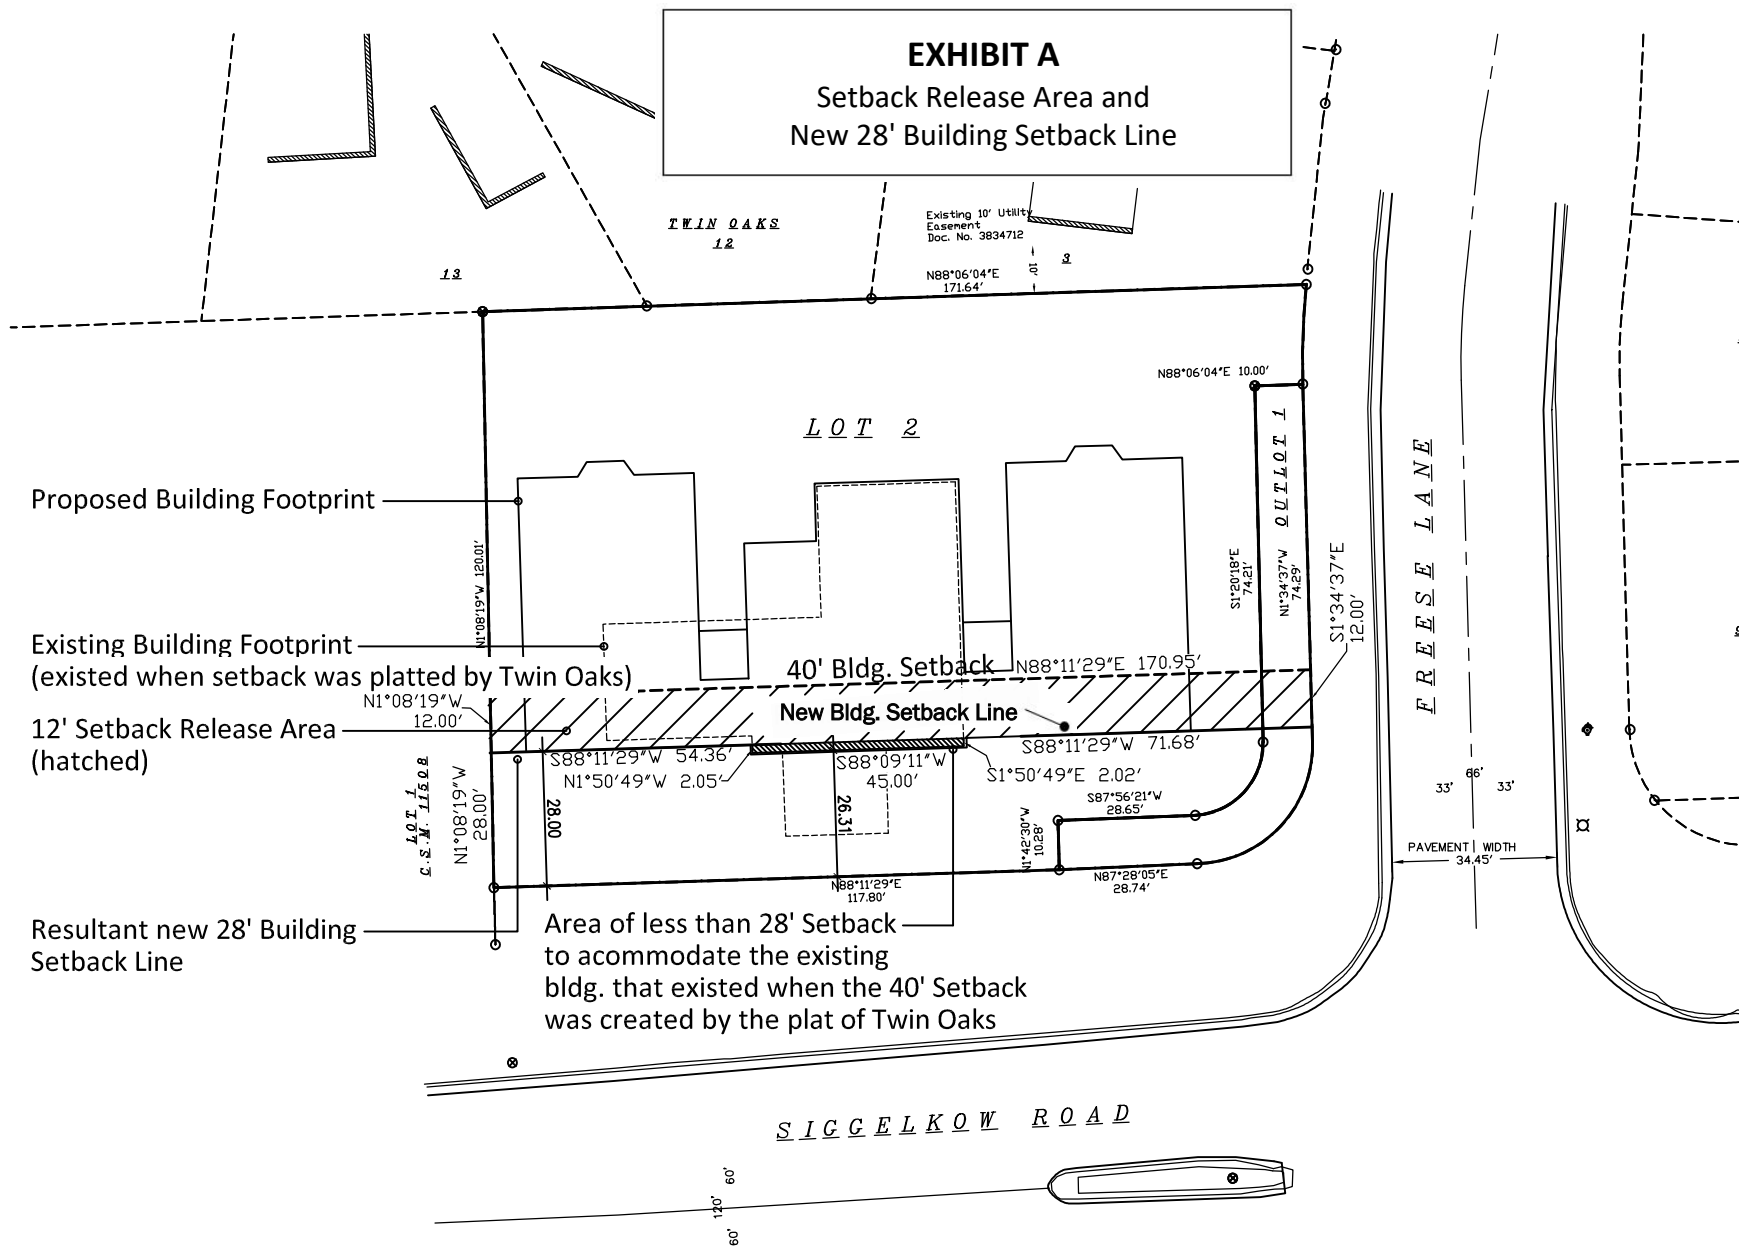 EXHIBIT A
Setback Release Area and
New 28' Building Setback Line
TWIN OAKS
12
13
Existing 10' Utility
Easement
Doc. No. 3834712
10'
3
N88°06'04"E
171.64'
N88°06'04"E 10.00'
LOT 2
OUTLOT 1
FREESE LANE
Proposed Building Footprint
N1°08'19"W 120.01'
S1°20'18"E
74.21'
N1°34'37"W
74.29'
S1°34'37"E
12.00'
Existing Building Footprint
(existed when setback was platted by Twin Oaks)
40' Bldg. Setback
N88°11'29"E 170.95'
N1°08'19"W
12.00'
New Bldg. Setback Line
12' Setback Release Area
(hatched)
S88°11'29"W 54.36'
N1°50'49"W 2.05'
S88°09'11"W
45.00'
S88°11'29"W 71.68'
S1°50'49"E 2.02'
LOT 1
C.S.M. 11508
N1°08'19"W
28.00'
28.00
26.31
S87°56'21"W
28.65'
N1°42'30"W
10.28'
N87°28'05"E
28.74'
N88°11'29"E
117.80'
66'
33'
33'
PAVEMENT WIDTH
34.45'
Resultant new 28' Building
Setback Line
Area of less than 28' Setback
to acommodate the existing
bldg. that existed when the 40' Setback
was created by the plat of Twin Oaks
SIGGELKOW ROAD
60'
120'
60'